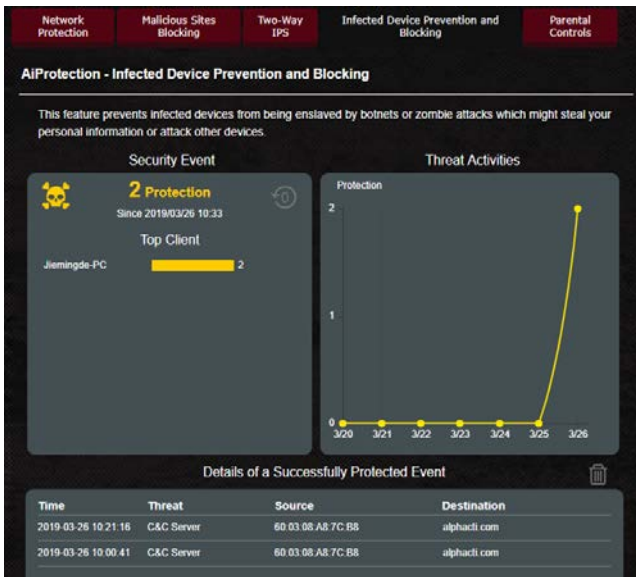 Network Protection
Malicious Sites Blocking
Two-Way IPS
Infected Device Prevention and Blocking
Parental Controls
AiProtection - Infected Device Prevention and Blocking
This feature prevents infected devices from being enslaved by botnets or zombie attacks which might steal your
personal information or attack other devices.
Security Event
2 Protection
0
Since 2019/03/26 10:33
Top Client
Jiemingde-PC 2
Threat Activities
Protection
2
1
0
3/20 3/21 3/22 3/23 3/24 3/25 3/26
Details of a Successfully Protected Event
Time Threat Source Destination
2019-03-26 10:21:16 C&C Server 60:03:08:A8:7C:B8 alphacti.com
2019-03-26 10:00:41 C&C Server 60:03:08:A8:7C:B8 alphacti.com